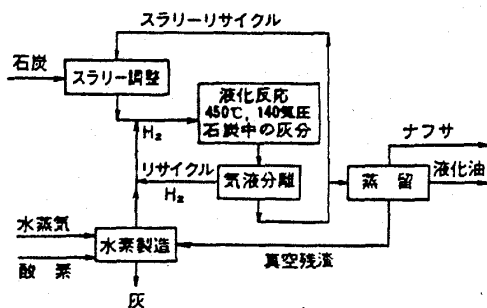 スラリーリサイクル
石炭
スラリー調整
液化反応
450℃, 140気圧
石炭中の灰分
H₂
ナフサ
リサイクル
H₂
気液分離
蒸留
液化油
水蒸気
水素製造
酸素
真空残渣
灰